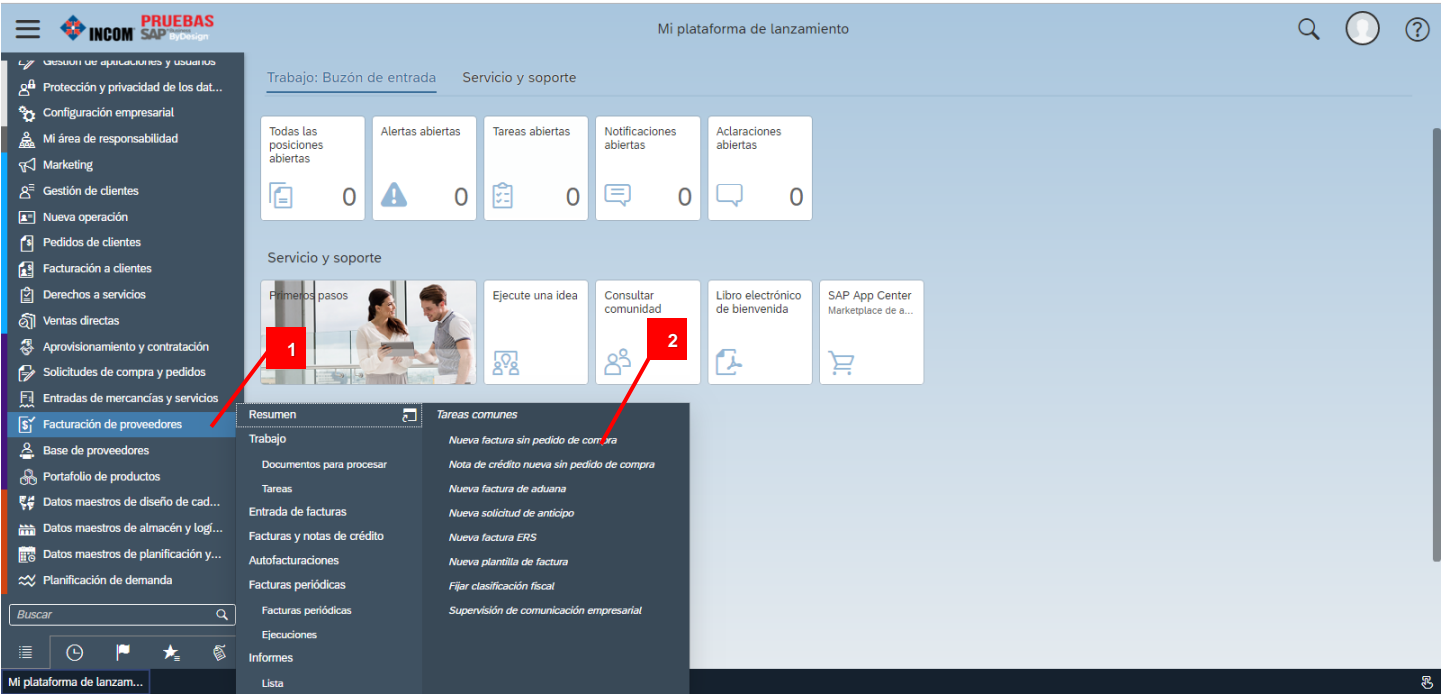 INCOM
PRUEBAS
SAP Business ByDesign
Mi plataforma de lanzamiento
Gestión de aplicaciones y usuarios
Protección y privacidad de los dat...
Configuración empresarial
Mi área de responsabilidad
Marketing
Gestión de clientes
Nueva operación
Pedidos de clientes
Facturación a clientes
Derechos a servicios
Ventas directas
Aprovisionamiento y contratación
Solicitudes de compra y pedidos
Entradas de mercancías y servicios
Facturación de proveedores
Base de proveedores
Portafolio de productos
Datos maestros de diseño de cad...
Datos maestros de almacén y logí...
Datos maestros de planificación y...
Planificación de demanda
Buscar
Mi plataforma de lanzam...
Trabajo: Buzón de entrada
Servicio y soporte
Todas las
posiciones
abiertas
0
Alertas abiertas
0
Tareas abiertas
0
Notificaciones
abiertas
0
Aclaraciones
abiertas
0
Servicio y soporte
Primeros pasos
Ejecute una idea
Consultar
comunidad
Libro electrónico
de bienvenida
SAP App Center
Marketplace de a...
1
2
Resumen
Trabajo
Documentos para procesar
Tareas
Entrada de facturas
Facturas y notas de crédito
Autofacturaciones
Facturas periódicas
Facturas periódicas
Ejecuciones
Informes
Lista
Tareas comunes
Nueva factura sin pedido de compra
Nota de crédito nueva sin pedido de compra
Nueva factura de aduana
Nueva solicitud de anticipo
Nueva factura ERS
Nueva plantilla de factura
Fijar clasificación fiscal
Supervisión de comunicación empresarial